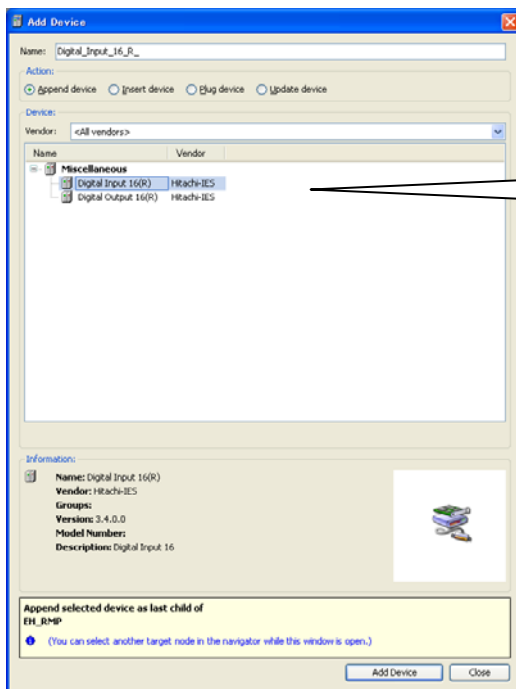 Add Device
Name: Digital_Input_16_R_
Action:
Append device Insert device Plug device Update device
Device:
Vendor: <All vendors>
Name Vendor
Miscellaneous
Digital Input 16(R) Hitachi-IES
Digital Output 16(R) Hitachi-IES
Information:
Name: Digital Input 16(R)
Vendor: Hitachi-IES
Groups:
Version: 3.4.0.0
Model Number:
Description: Digital Input 16
Append selected device as last child of
EH_RMP
(You can select another target node in the navigator while this window is open.)
Add Device Close